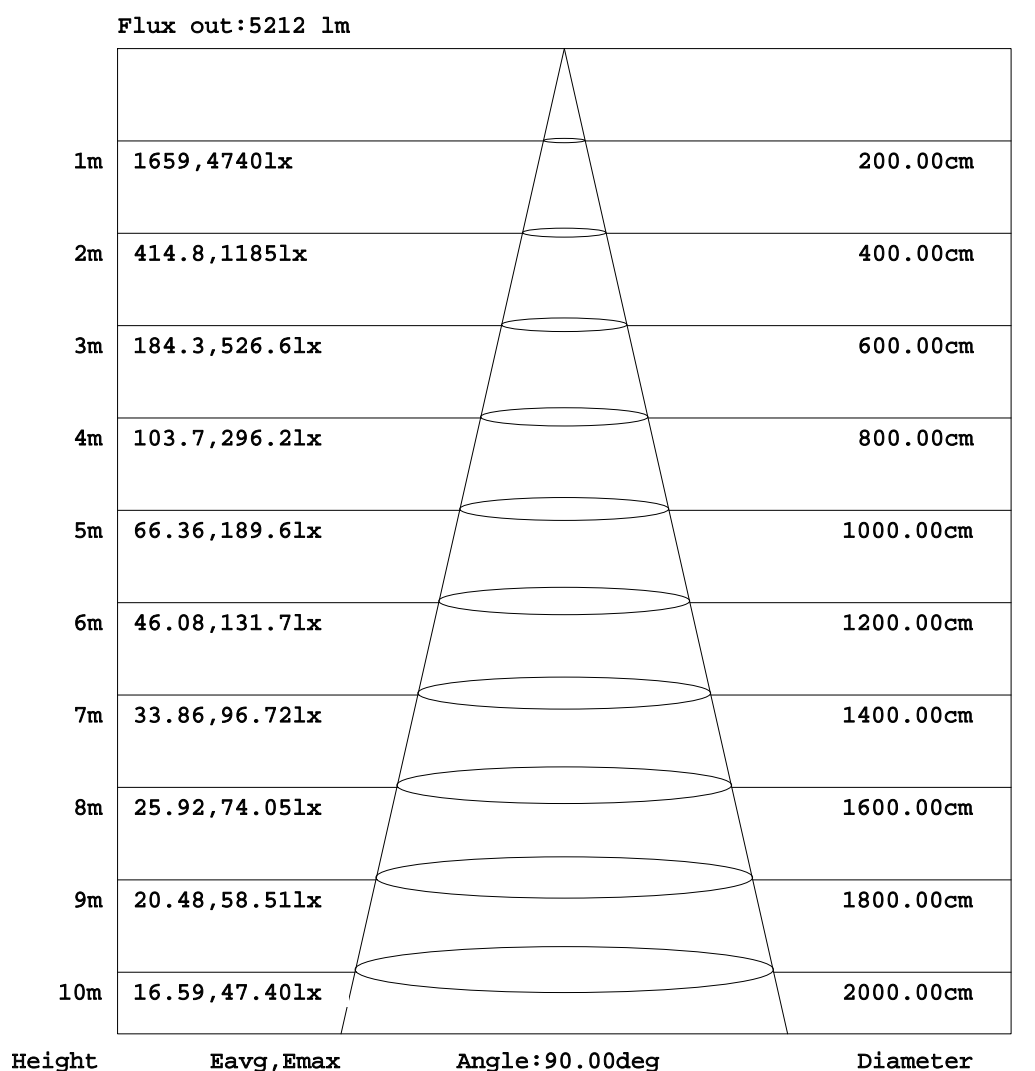 Flux out:5212 lm
1m 1659,4740lx 200.00cm
2m 414.8,1185lx 400.00cm
3m 184.3,526.6lx 600.00cm
4m 103.7,296.2lx 800.00cm
5m 66.36,189.6lx 1000.00cm
6m 46.08,131.7lx 1200.00cm
7m 33.86,96.72lx 1400.00cm
8m 25.92,74.05lx 1600.00cm
9m 20.48,58.51lx 1800.00cm
10m 16.59,47.40lx 2000.00cm
Height Eavg,Emax Angle:90.00deg Diameter